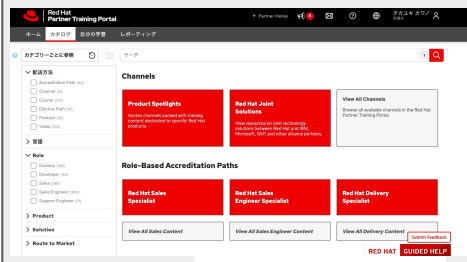 Red Hat
Partner Training Portal
Partner Home
タカユキ カワノ
ホーム
カタログ
自分の学習
レポーティング
カテゴリーごとに参照
サーチ
配送方法
Accreditation Path
Channel
Course
Elective Path
Podcast
Video
言語
Role
Delivery
Developer
Sales
Sales Engineer
Support Engineer
Product
Solution
Route to Market
Channels
Product Spotlights
Access channels packed with training
content dedicated to specific Red Hat
products.
Red Hat Joint
Solutions
View resources on joint technology
solutions between Red Hat and IBM,
Microsoft, SAP, and other alliance partners.
View All Channels
Browse all available channels in the Red Hat
Partner Training Portal.
Role-Based Accreditation Paths
Red Hat Sales
Specialist
Red Hat Sales
Engineer Specialist
Red Hat Delivery
Specialist
View All Sales Content
View All Sales Engineer Content
View All Delivery Content
Submit Feedback
RED HAT GUIDED HELP